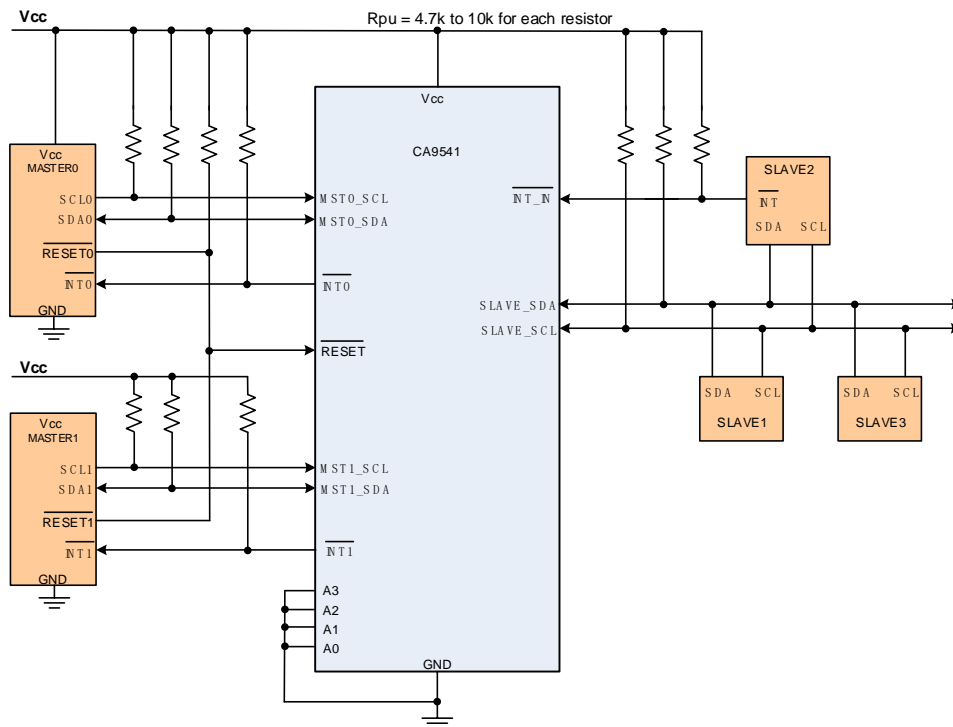 Vcc
Rpu = 4.7k to 10k for each resistor
Vcc
MASTER0
SCL0
SDA0
RESET0
INT0
GND
Vcc
CA9541
MST0_SCL
MST0_SDA
INT0
RESET
MST1_SCL
MST1_SDA
INT1
A3
A2
A1
A0
GND
INT_IN
SLAVE_SDA
SLAVE_SCL
SLAVE2
INT
SDA SCL
SDA SCL
SLAVE1
SDA SCL
SLAVE3
Vcc
Vcc
MASTER1
SCL1
SDA1
RESET1
INT1
GND